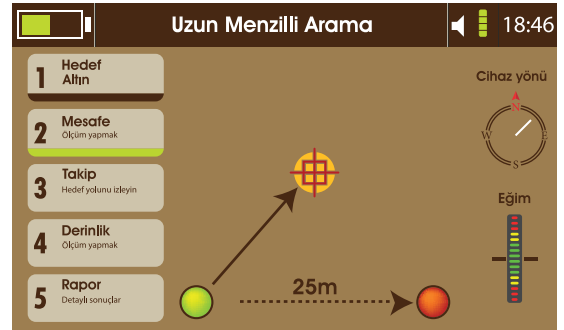 Uzun Menzilli Arama
18:46
1
Hedef
Altın
2
Mesafe
Ölçüm yapmak
3
Takip
Hedef yolunu izleyin
4
Derinlik
Ölçüm yapmak
5
Rapor
Detaylı sonuçlar
25m
Cihaz yönü
N
W
E
S
Eğim